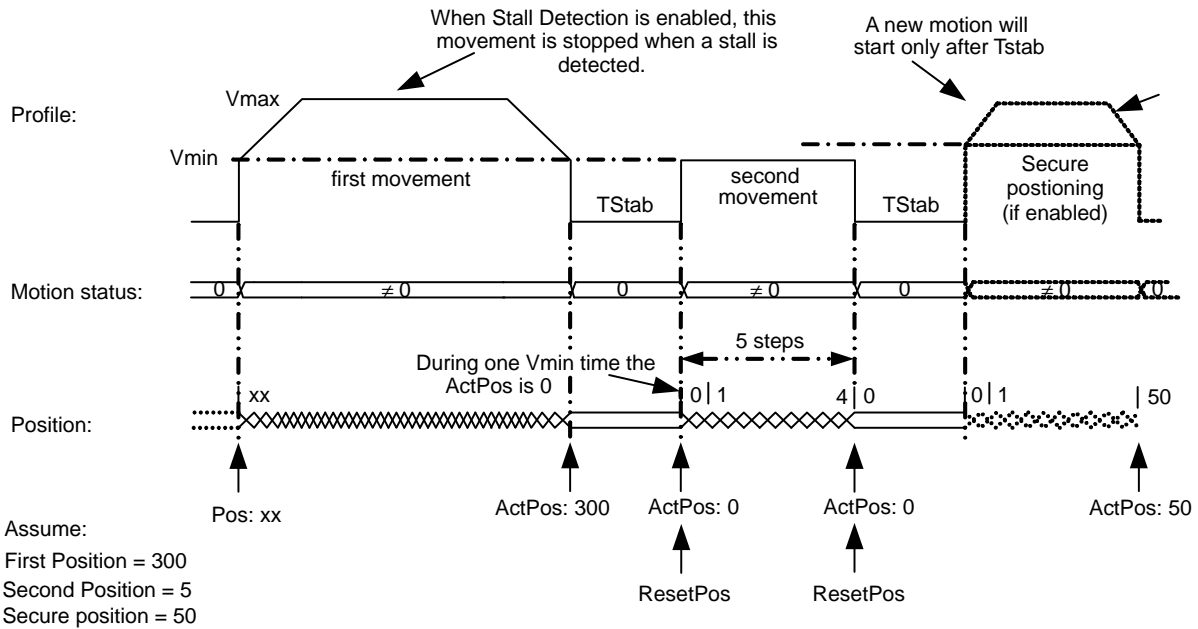 When Stall Detection is enabled, this
movement is stopped when a stall is
detected.
A new motion will
start only after Tstab
Profile:
Vmax
Vmin
first movement
TStab
second
movement
TStab
Secure
postioning
(if enabled)
Motion status:
0
≠ 0
0
≠ 0
0
≠ 0
0
5 steps
During one Vmin time the
ActPos is 0
Position:
xx
0 | 1
4 | 0
0 | 1
50
Pos: xx
ActPos: 300
ActPos: 0
ActPos: 0
ActPos: 50
Assume:
First Position = 300
Second Position = 5
Secure position = 50
ResetPos
ResetPos